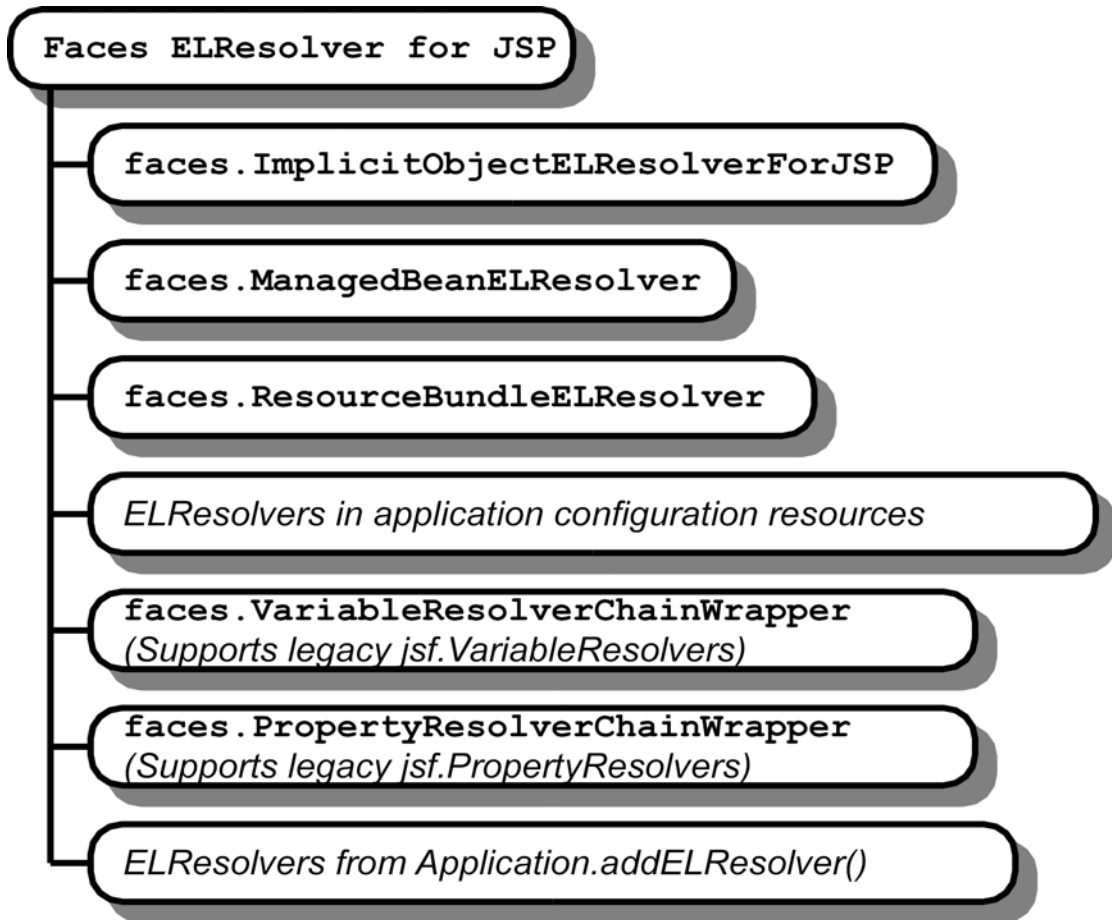 Faces ELResolver for JSP
faces.ImplicitObjectELResolverForJSP
faces.ManagedBeanELResolver
faces.ResourceBundleELResolver
ELResolvers in application configuration resources
faces.VariableResolverChainWrapper
(Supports legacy jsf.VariableResolvers)
faces.PropertyResolverChainWrapper
(Supports legacy jsf.PropertyResolvers)
ELResolvers from Application.addELResolver()